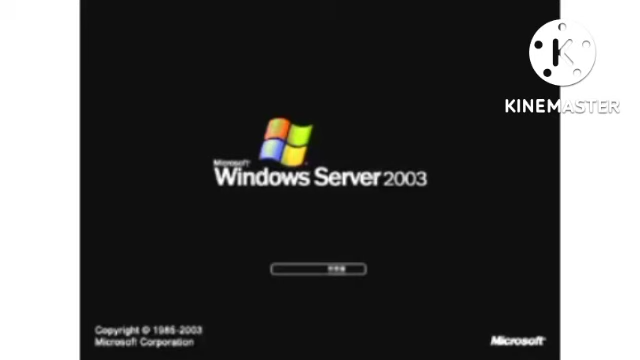 KINEMASTER
Microsoft
Windows Server 2003
Copyright © 1985-2003
Microsoft Corporation
Microsoft